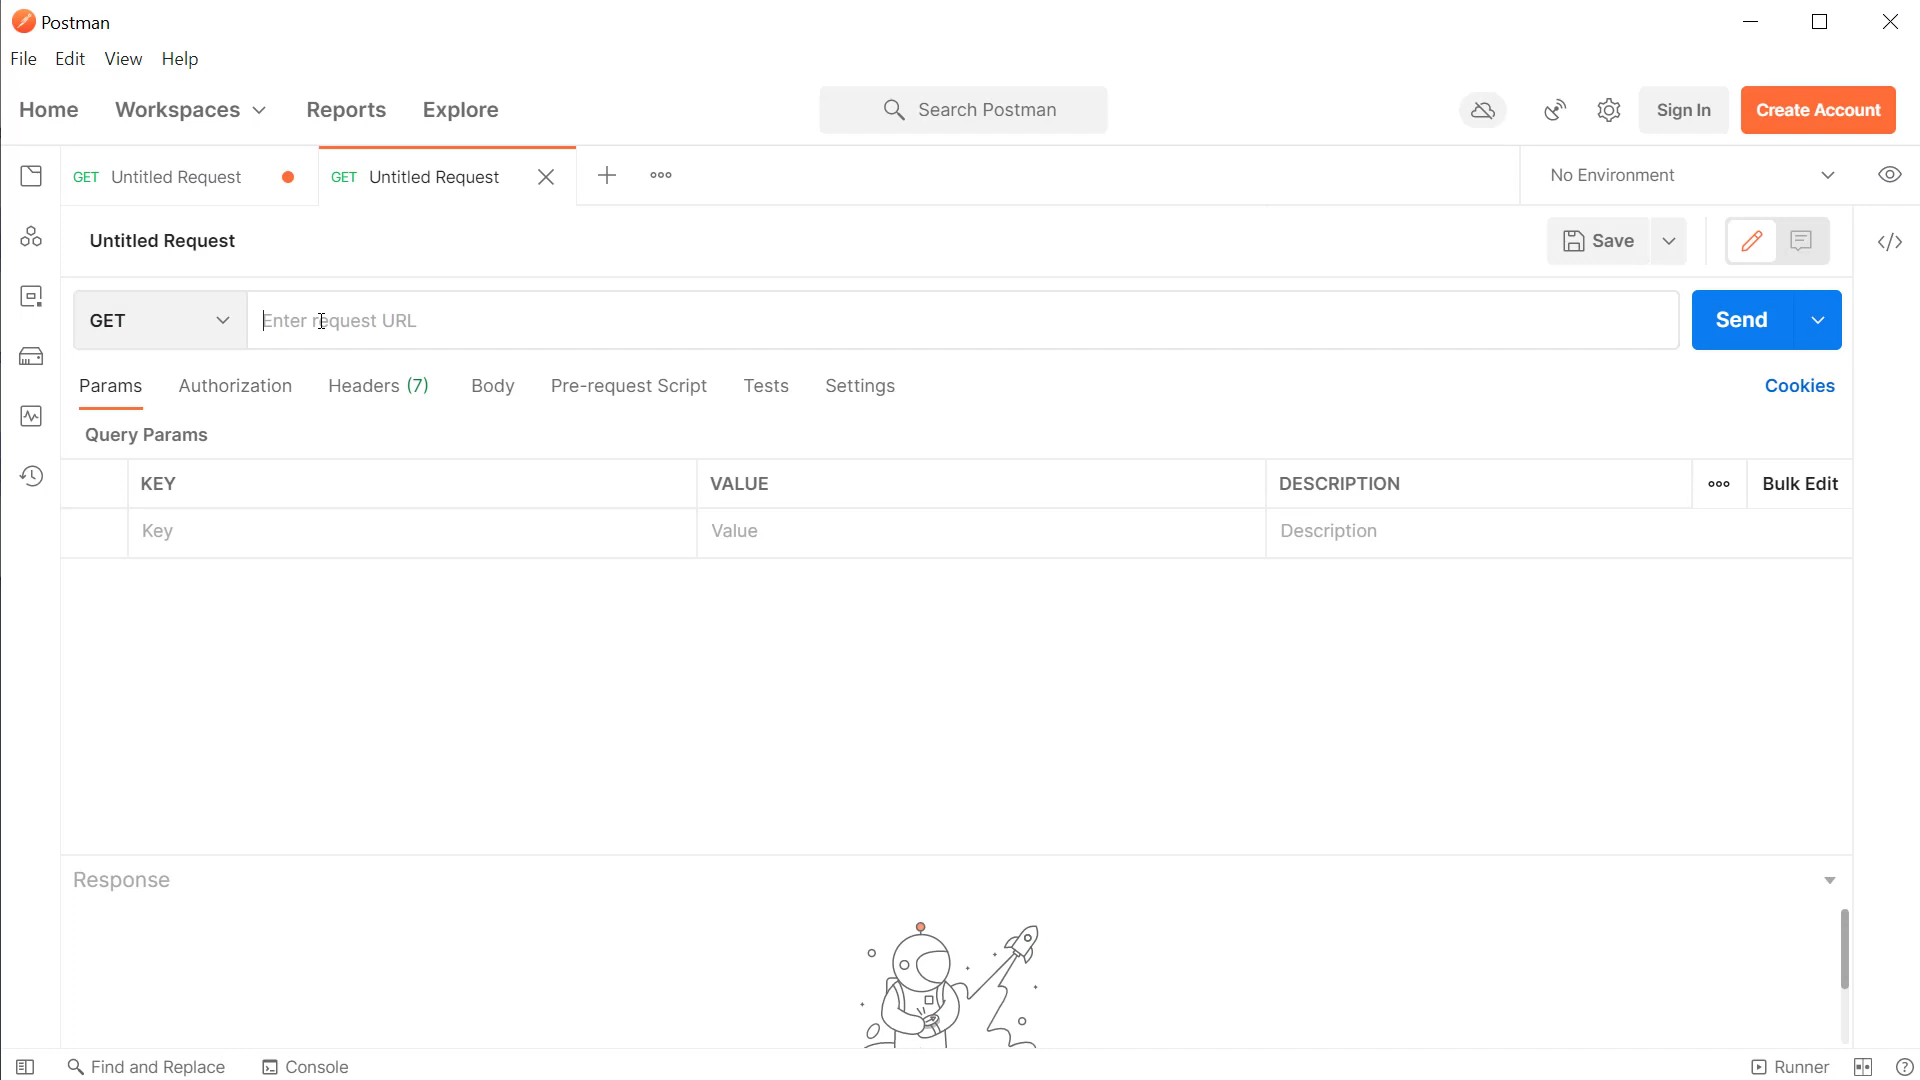 Postman
File Edit View Help
Home Workspaces Reports Explore Search Postman Sign In Create Account
GET Untitled Request GET Untitled Request No Environment
Untitled Request Save
GET Enter request URL Send
Params Authorization Headers (7) Body Pre-request Script Tests Settings Cookies
Query Params
KEY VALUE DESCRIPTION Bulk Edit
Key Value Description
Response
Find and Replace Console Runner